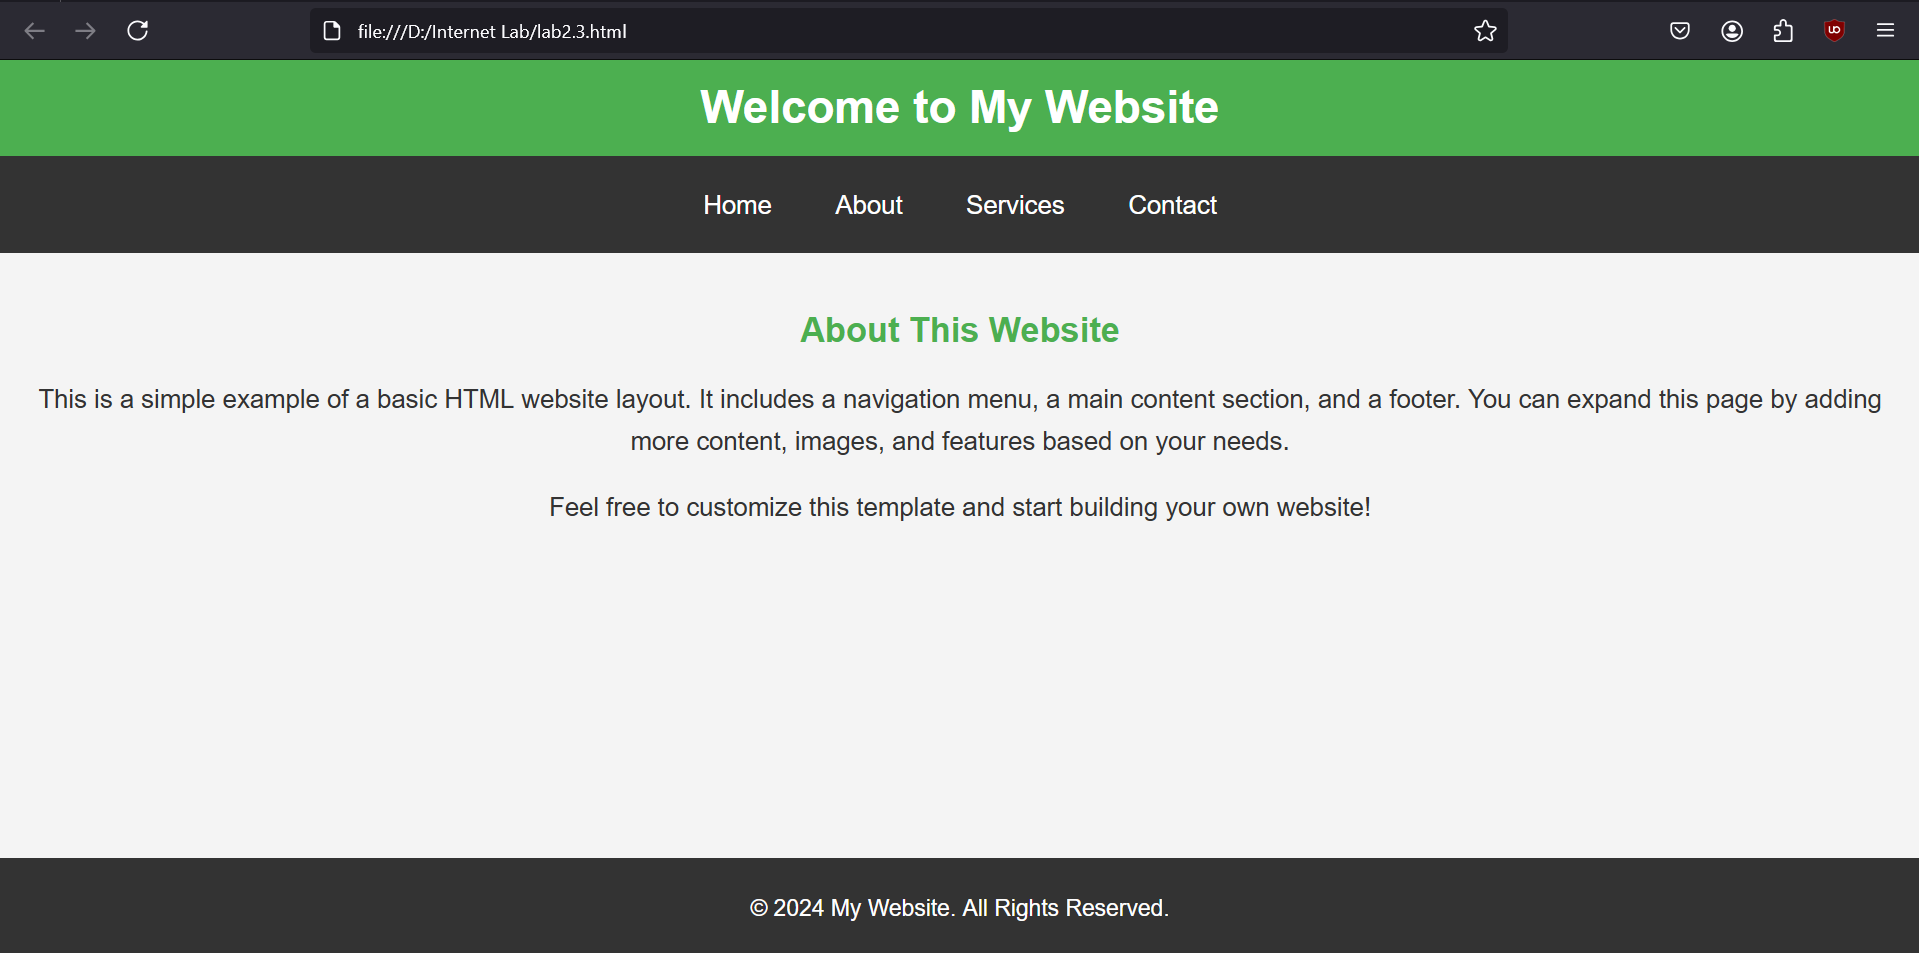 file:///D:/Internet Lab/lab2.3.html
Welcome to My Website
Home About Services Contact
About This Website
This is a simple example of a basic HTML website layout. It includes a navigation menu, a main content section, and a footer. You can expand this page by adding
more content, images, and features based on your needs.
Feel free to customize this template and start building your own website!
© 2024 My Website. All Rights Reserved.